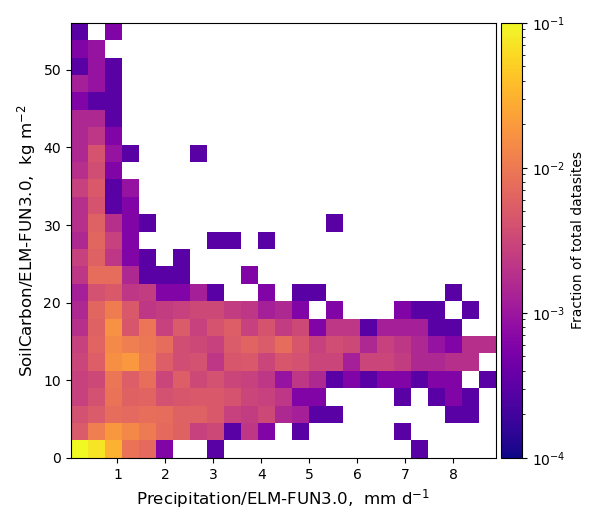 50
40
30
20
10
0
1 2 3 4 5 6 7 8
SoilCarbon/ELM-FUN3.0, kg m⁻²
Precipitation/ELM-FUN3.0, mm d⁻¹
10⁻¹
10⁻²
10⁻³
10⁻⁴
Fraction of total datasites